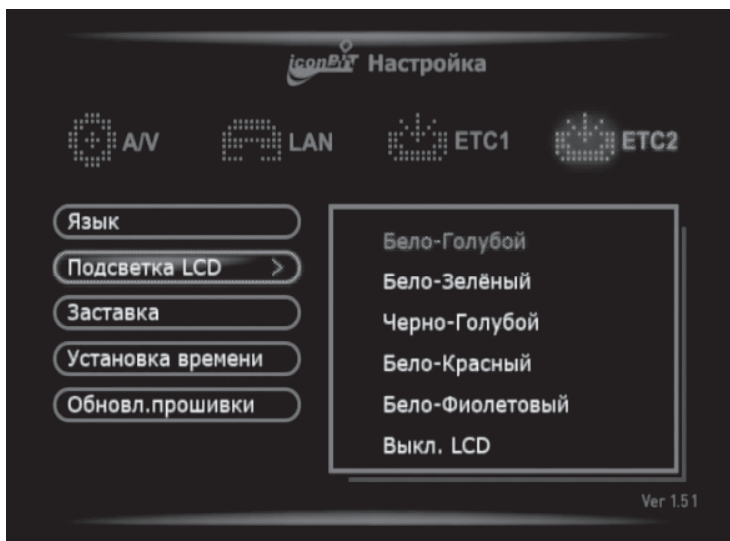 iconBIT Настройка
A/V LAN ETC1 ETC2
Язык
Подсветка LCD >
Заставка
Установка времени
Обновл.прошивки
Бело-Голубой
Бело-Зелёный
Черно-Голубой
Бело-Красный
Бело-Фиолетовый
Выкл. LCD
Ver 1.51